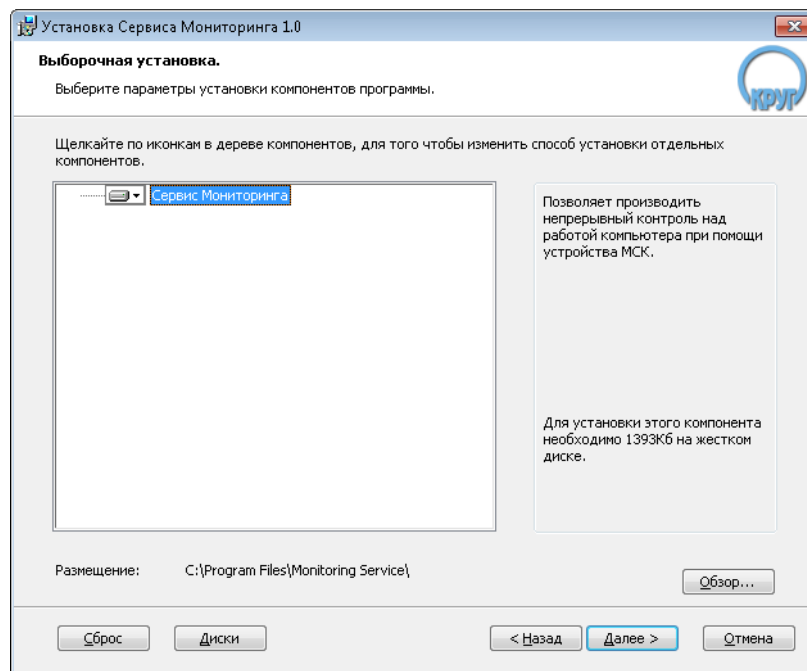 Установка Сервиса Мониторинга 1.0
Выборочная установка.
Выберите параметры установки компонентов программы.
КРУГ
Щелкайте по иконкам в дереве компонентов, для того чтобы изменить способ установки отдельных
компонентов.
Сервис Мониторинга
Позволяет производить
непрерывный контроль над
работой компьютера при помощи
устройства МСК.
Для установки этого компонента
необходимо 1393Кб на жестком
диске.
Размещение: C:\Program Files\Monitoring Service\
Обзор...
Сброс Диски < Назад Далее > Отмена